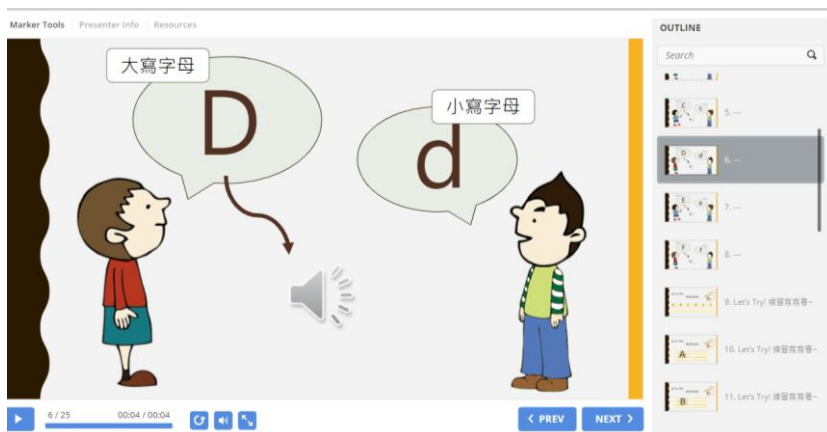 Marker Tools | Presenter Info | Resources
大寫字母
D
小寫字母
d
6 / 25
00:04 / 00:04
PREV
NEXT
OUTLINE
Search
5. —
6. —
7. —
8. —
9. Let's Try! 練習寫寫看~
10. Let's Try! 練習寫寫看~
11. Let's Try! 練習寫寫看~